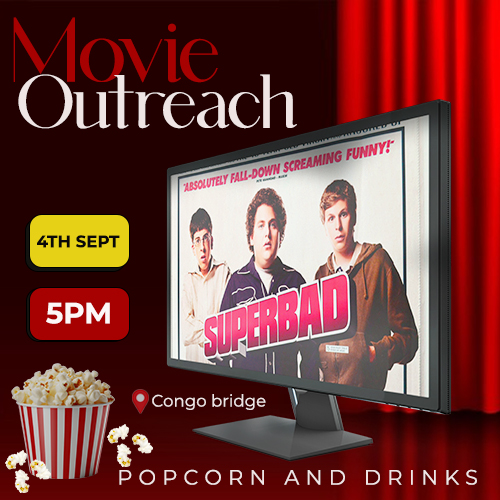 Movie
Outreach
"ABSOLUTELY FALL-DOWN SCREAMING FUNNY!"
4TH SEPT
5PM
SUPERBAD
Congo bridge
POPCORN AND DRINKS